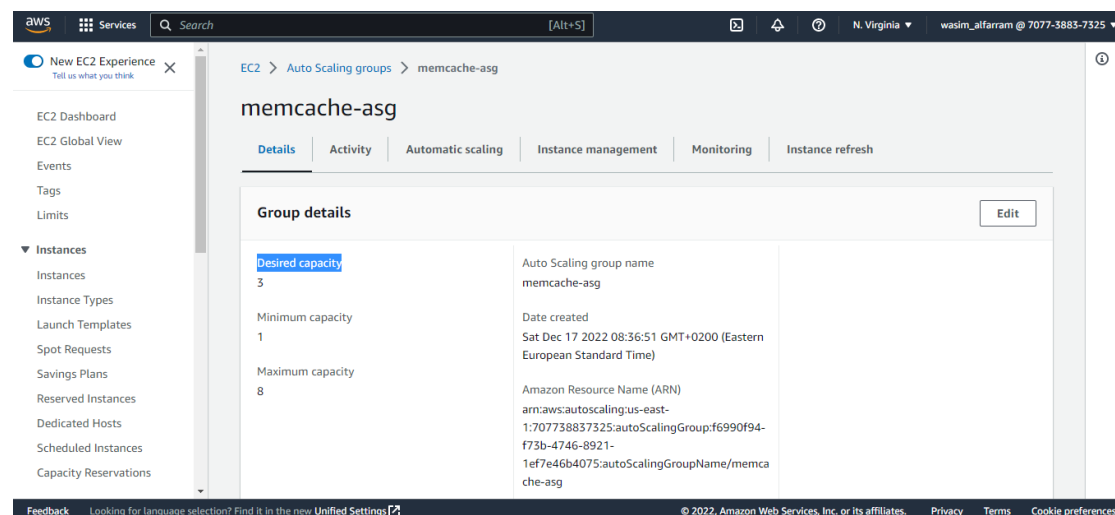 aws
Services
Search
[Alt+S]
N. Virginia
wasim_alfarram @ 7077-3883-7325
New EC2 Experience
Tell us what you think
EC2 Dashboard
EC2 Global View
Events
Tags
Limits
Instances
Instances
Instance Types
Launch Templates
Spot Requests
Savings Plans
Reserved Instances
Dedicated Hosts
Scheduled Instances
Capacity Reservations
EC2 > Auto Scaling groups > memcache-asg
memcache-asg
Details
Activity
Automatic scaling
Instance management
Monitoring
Instance refresh
Group details
Edit
Desired capacity
3
Minimum capacity
1
Maximum capacity
8
Auto Scaling group name
memcache-asg
Date created
Sat Dec 17 2022 08:36:51 GMT+0200 (Eastern
European Standard Time)
Amazon Resource Name (ARN)
arn:aws:autoscaling:us-east-
1:707738837325:autoScalingGroup:f6990f94-
f73b-4746-8921-
1ef7e46b4075:autoScalingGroupName/memca
che-asg
Feedback
Looking for language selection? Find it in the new Unified Settings
© 2022, Amazon Web Services, Inc. or its affiliates.
Privacy
Terms
Cookie preferences